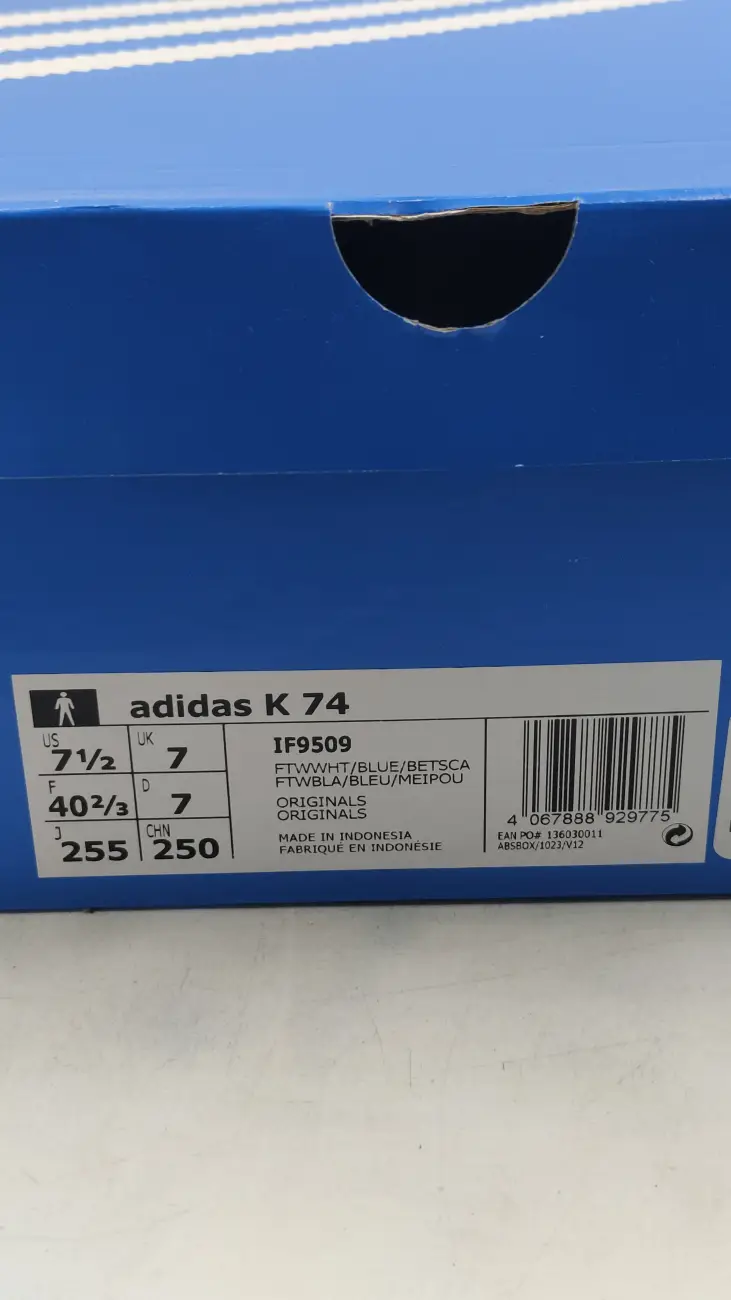 adidas K 74
US 7½ UK 7
F 40⅔ D 7
J 255 CHN 250
IF9509
FTWWHT/BLUE/BETSCA
FTWBLA/BLEU/MEIPOU
ORIGINALS
ORIGINALS
MADE IN INDONESIA
FABRIQUÉ EN INDONÉSIE
4 067888 929775
EAN PO# 136030011
ABSBOX/1023/V12